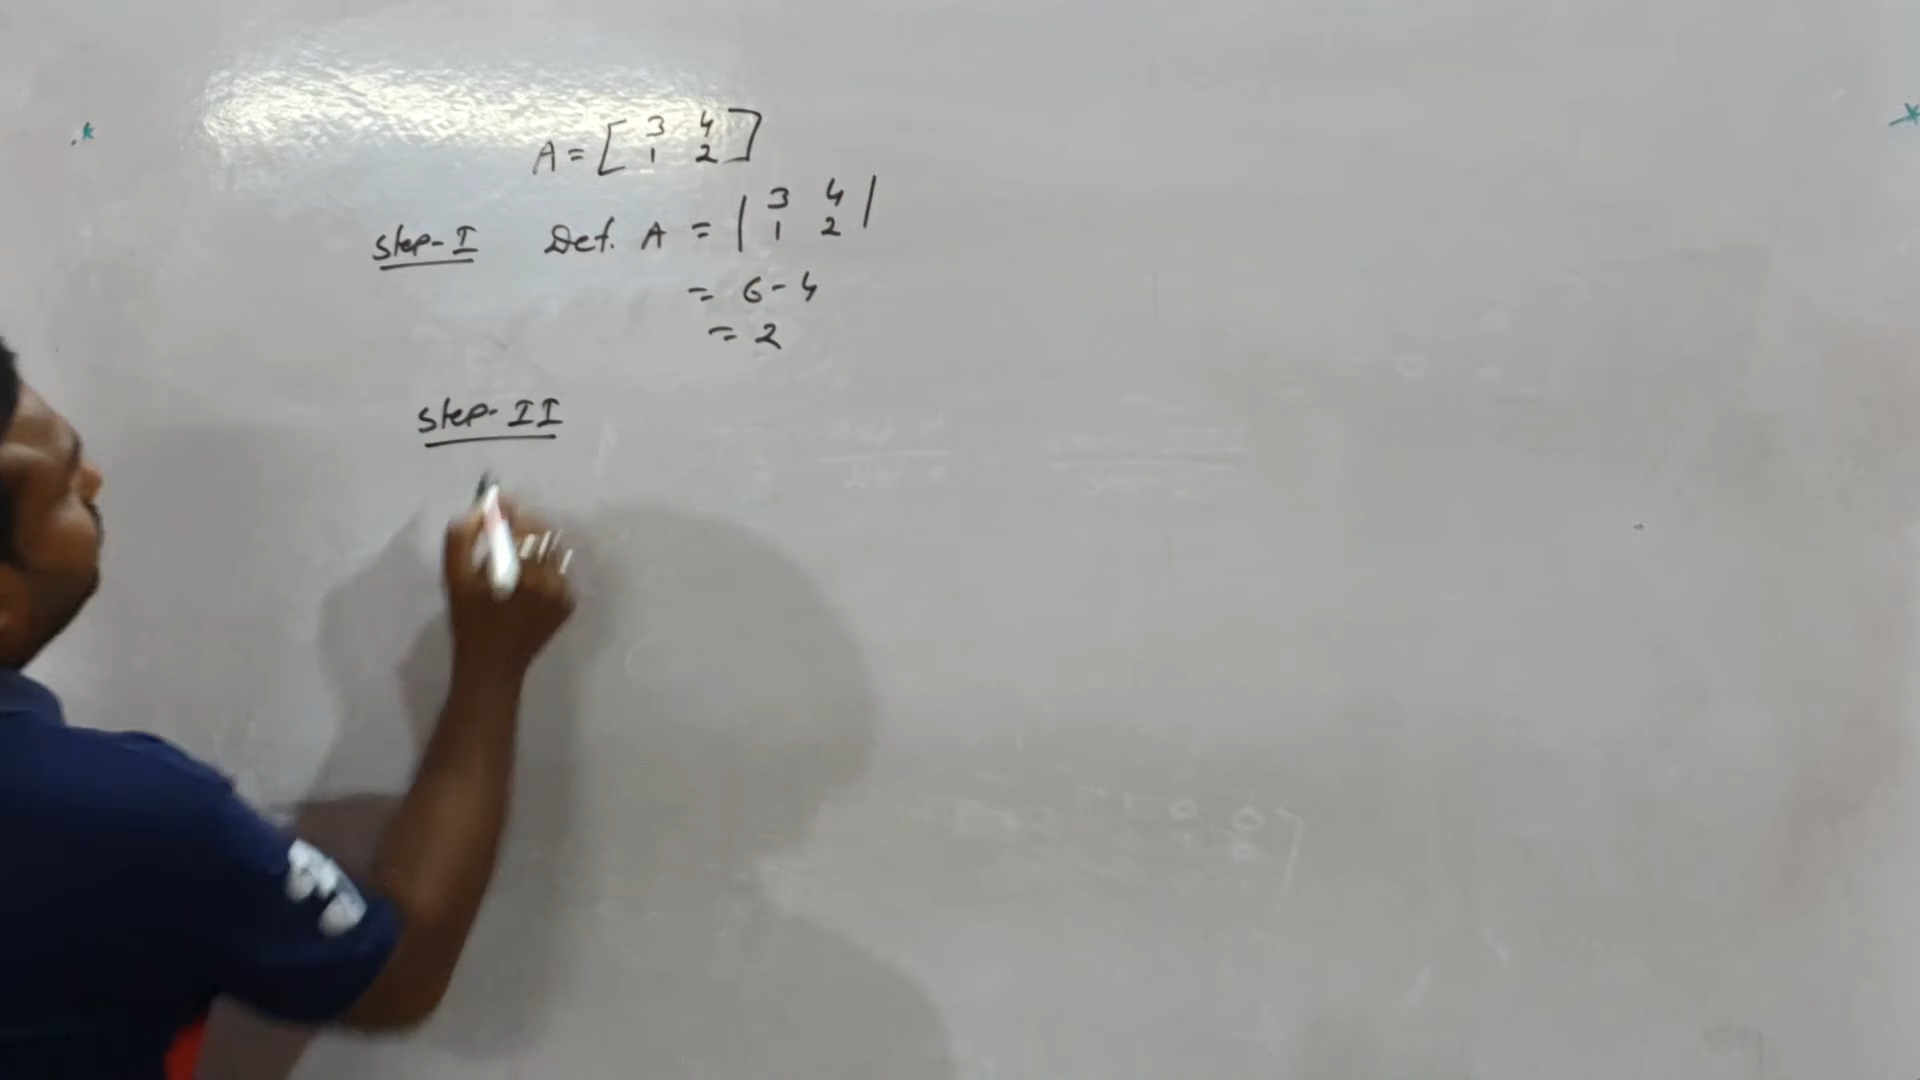 A = [ 3 4
1 2 ]
Step-I Det. A = | 3 4
1 2 |
= 6 - 4
= 2
Step-II